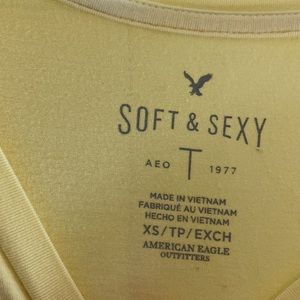 SOFT & SEXY
AEO T 1977
MADE IN VIETNAM
FABRIQUÉ AU VIETNAM
HECHO EN VIETNAM
XS/TP/EXCH
AMERICAN EAGLE
OUTFITTERS